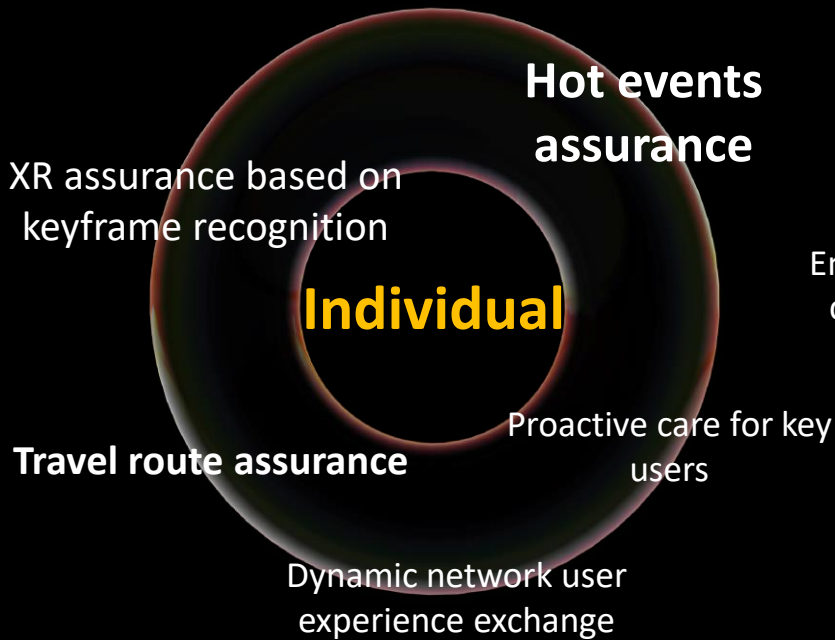 Hot events
assurance
XR assurance based on
keyframe recognition
Individual
Proactive care for key
users
Travel route assurance
Dynamic network user
experience exchange